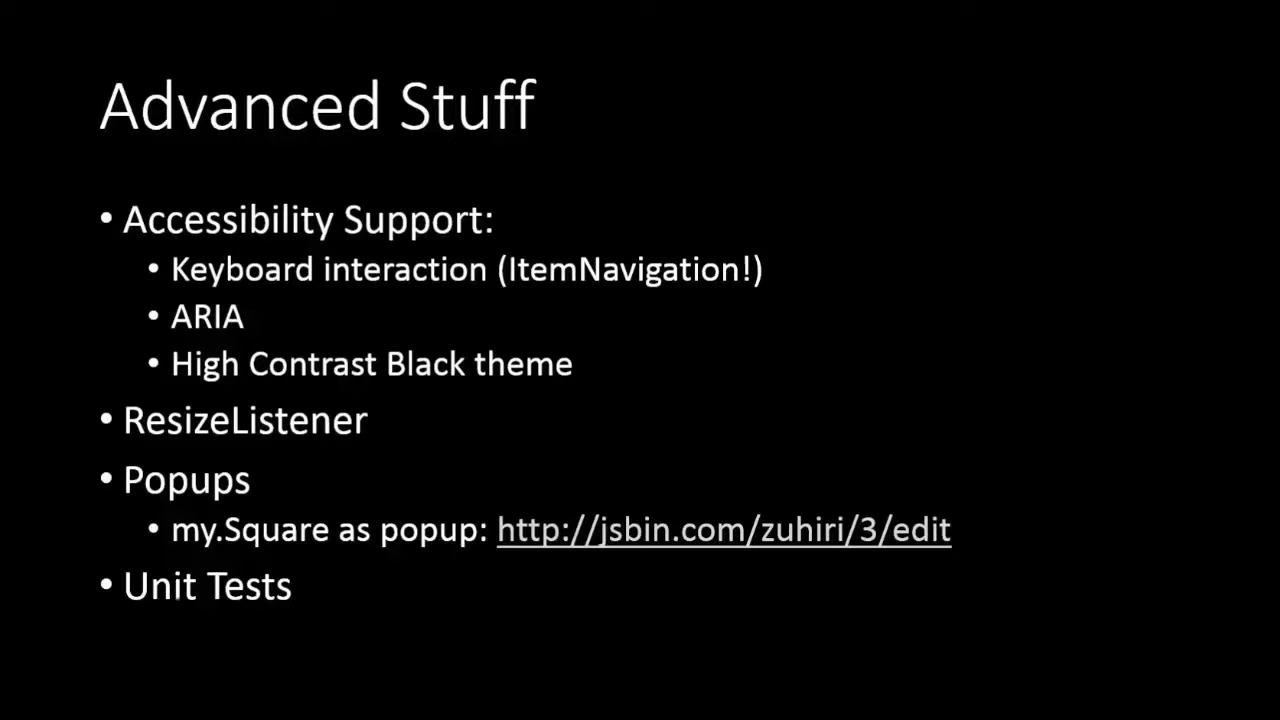 Advanced Stuff
• Accessibility Support:
• Keyboard interaction (ItemNavigation!)
• ARIA
• High Contrast Black theme
• ResizeListener
• Popups
• my.Square as popup: http://jsbin.com/zuhiri/3/edit
• Unit Tests